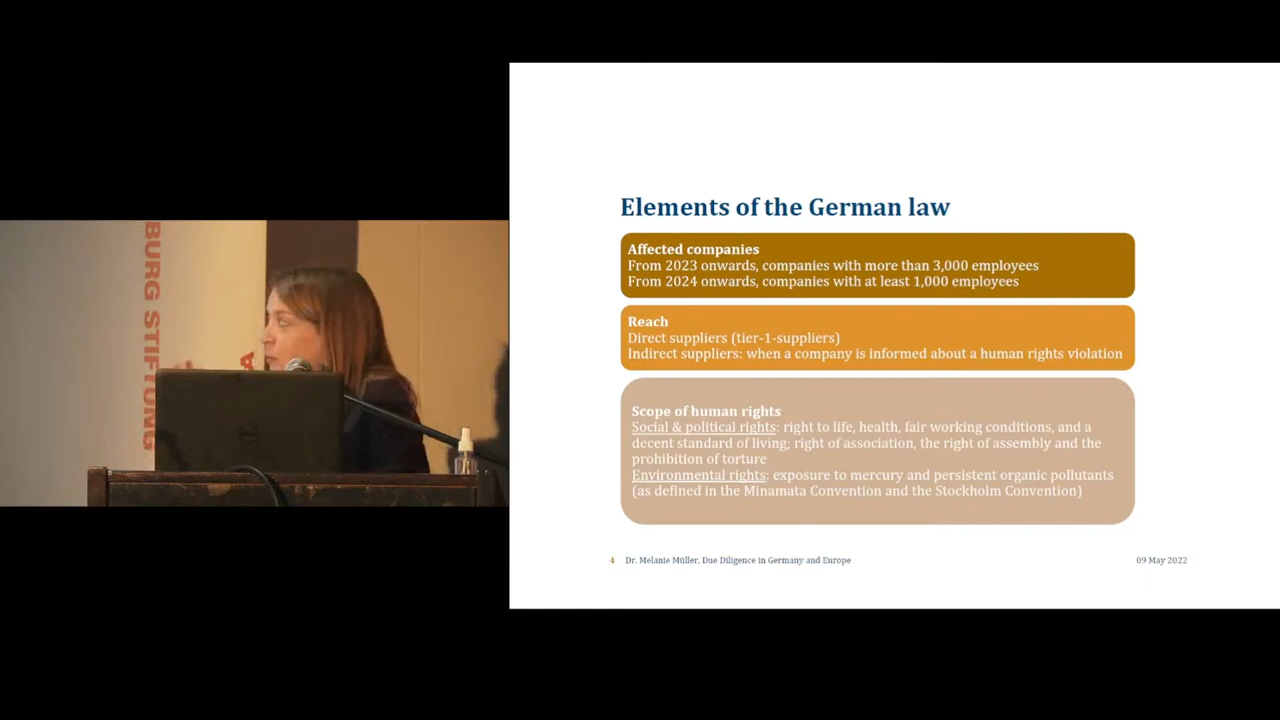 BURG STIFTUNG
A
Elements of the German law
Affected companies
From 2023 onwards, companies with more than 3,000 employees
From 2024 onwards, companies with at least 1,000 employees
Reach
Direct suppliers (tier-1-suppliers)
Indirect suppliers: when a company is informed about a human rights violation
Scope of human rights
Social & political rights: right to life, health, fair working conditions, and a
decent standard of living; right of association, the right of assembly and the
prohibition of torture
Environmental rights: exposure to mercury and persistent organic pollutants
(as defined in the Minamata Convention and the Stockholm Convention)
4 Dr. Melanie Müller, Due Diligence in Germany and Europe
09 May 2022